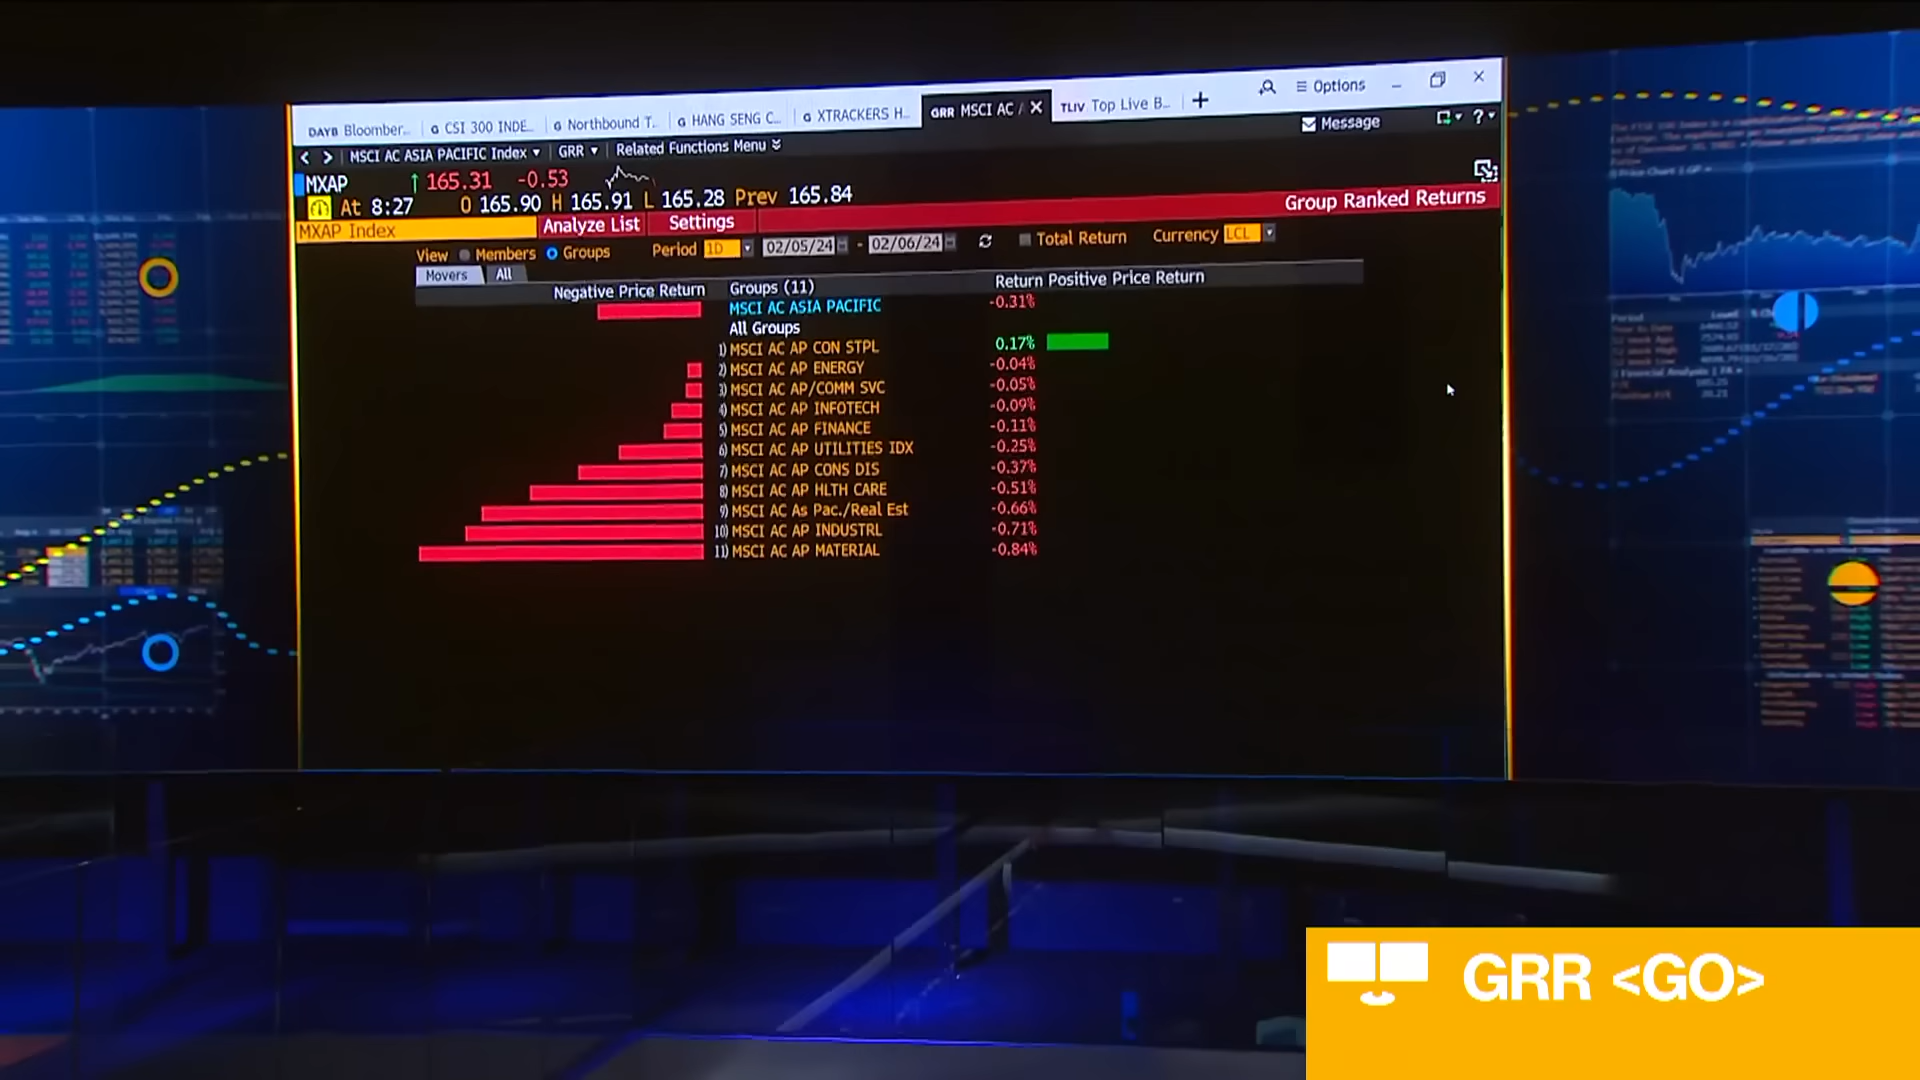 DAYB Bloomber..
G CSI 300 INDE..
G Northbound T..
G HANG SENG C...
G XTRACKERS H..
GRR MSCI AC /
TLIV Top Live B...
Options
MSCI AC ASIA PACIFIC Index
GRR
Related Functions Menu
Message
?
MXAP
165.31 -0.53
At 8:27 O 165.90 H 165.91 L 165.28 Prev 165.84
MXAP Index
Analyze List
Settings
Group Ranked Returns
View Members Groups Period 1D 02/05/24 - 02/06/24 Total Return Currency LCL
Movers All
Negative Price Return Groups (11) Return Positive Price Return
MSCI AC ASIA PACIFIC -0.31%
All Groups
1) MSCI AC AP CON STPL 0.17%
2) MSCI AC AP ENERGY -0.04%
3) MSCI AC AP/COMM SVC -0.05%
4) MSCI AC AP INFOTECH -0.09%
5) MSCI AC AP FINANCE -0.11%
6) MSCI AC AP UTILITIES IDX -0.25%
7) MSCI AC AP CONS DIS -0.37%
8) MSCI AC AP HLTH CARE -0.51%
9) MSCI AC As Pac./Real Est -0.66%
10) MSCI AC AP INDUSTRL -0.71%
11) MSCI AC AP MATERIAL -0.84%
GRR <GO>